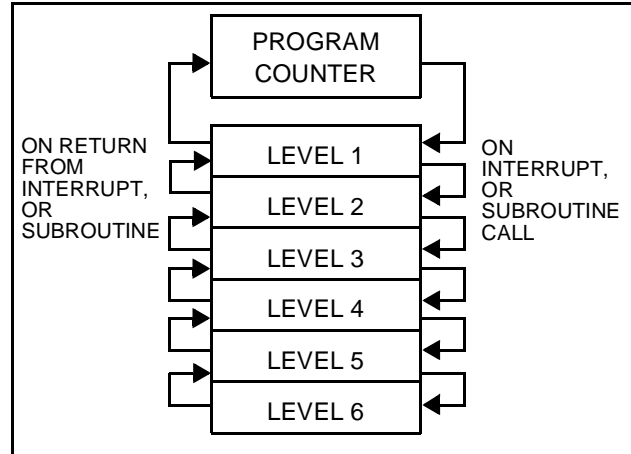 PROGRAM
COUNTER
ON RETURN
FROM
INTERRUPT,
OR
SUBROUTINE
LEVEL 1
LEVEL 2
LEVEL 3
LEVEL 4
LEVEL 5
LEVEL 6
ON
INTERRUPT,
OR
SUBROUTINE
CALL